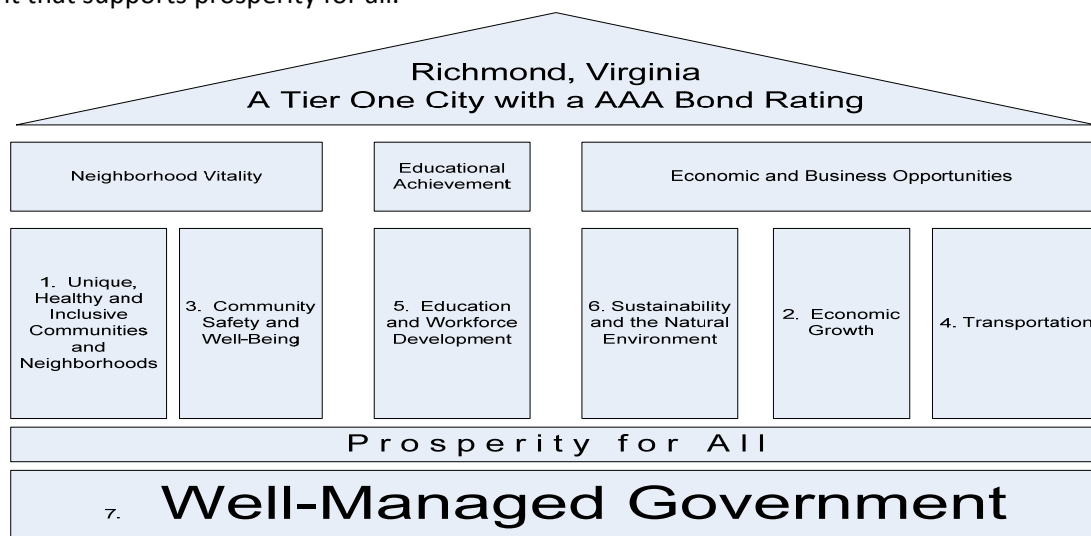 that supports prosperity for all.
Richmond, Virginia
A Tier One City with a AAA Bond Rating
Neighborhood Vitality
Educational
Achievement
Economic and Business Opportunities
1. Unique,
Healthy and
Inclusive
Communities
and
Neighborhoods
3. Community
Safety and
Well-Being
5. Education
and Workforce
Development
6. Sustainability
and the Natural
Environment
2. Economic
Growth
4. Transportation
Prosperity for All
7. Well-Managed Government